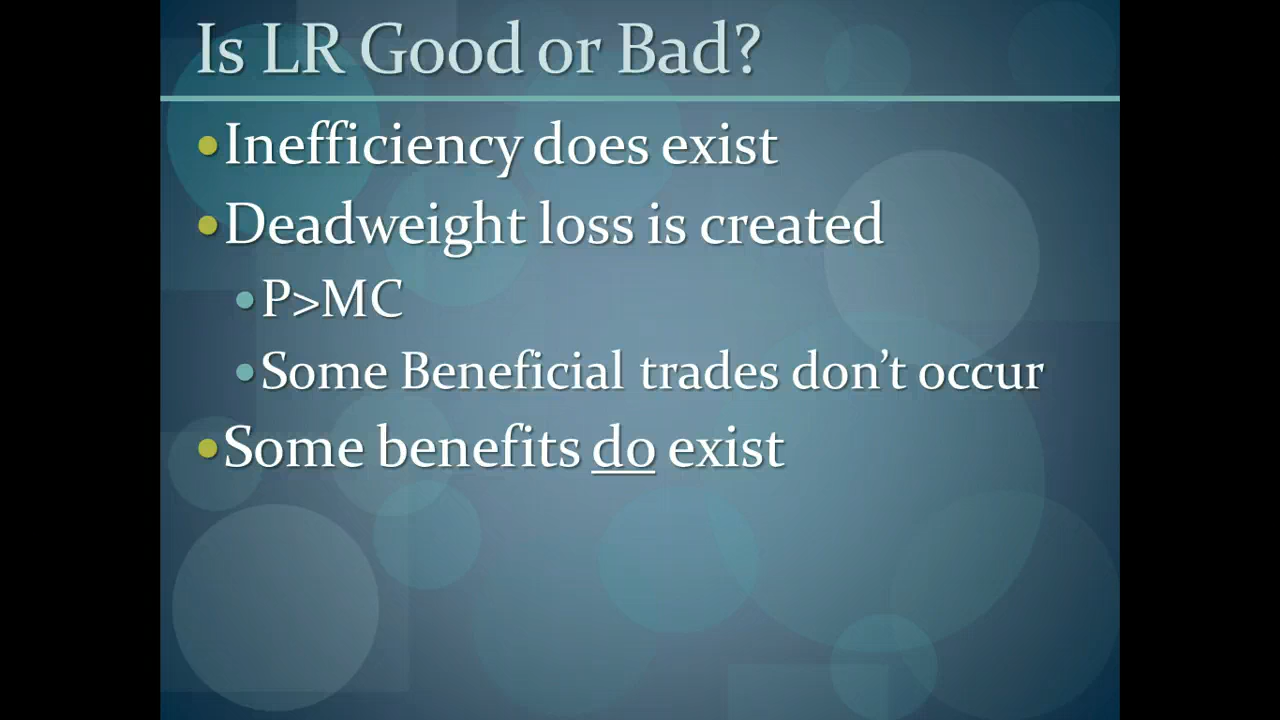 Is LR Good or Bad?
•Inefficiency does exist
•Deadweight loss is created
•P>MC
•Some Beneficial trades don’t occur
•Some benefits do exist